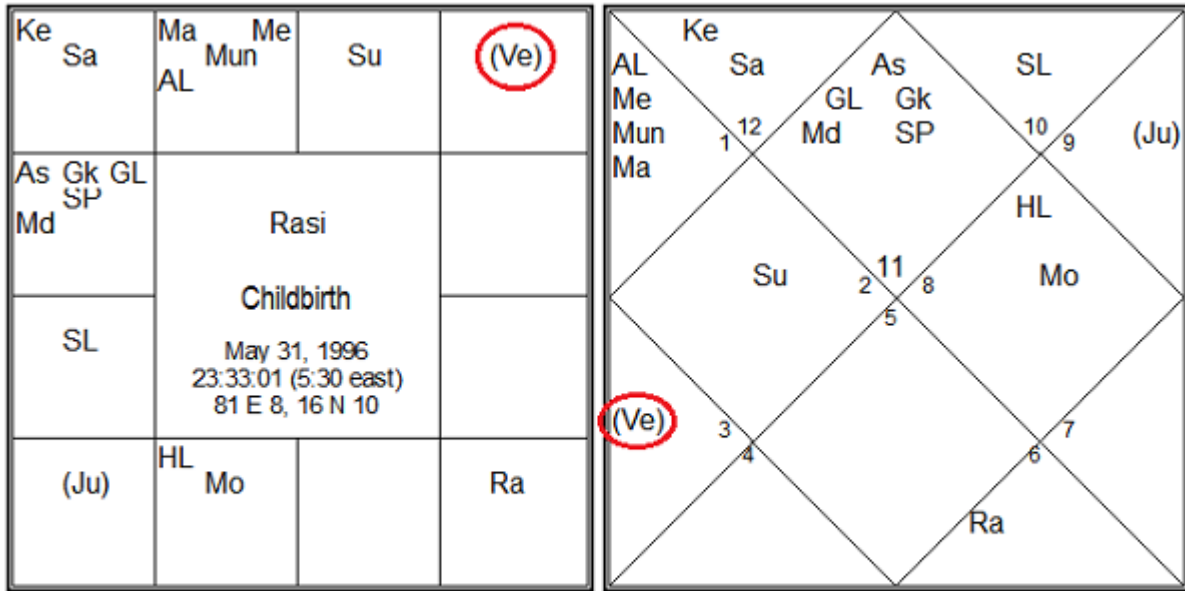 Ke
Sa
Ma Me
Mun
AL
Su
(Ve)
As Gk GL
SP
Md
Rasi
Childbirth
May 31, 1996
23:33:01 (5:30 east)
81 E 8, 16 N 10
SL
(Ju)
HL
Mo
Ra
Ke
Sa
AL
Me
Mun
Ma
As
GL Gk
Md SP
SL
(Ju)
1
12
10
9
HL
Su
Mo
2
11
8
5
(Ve)
3
4
7
6
Ra